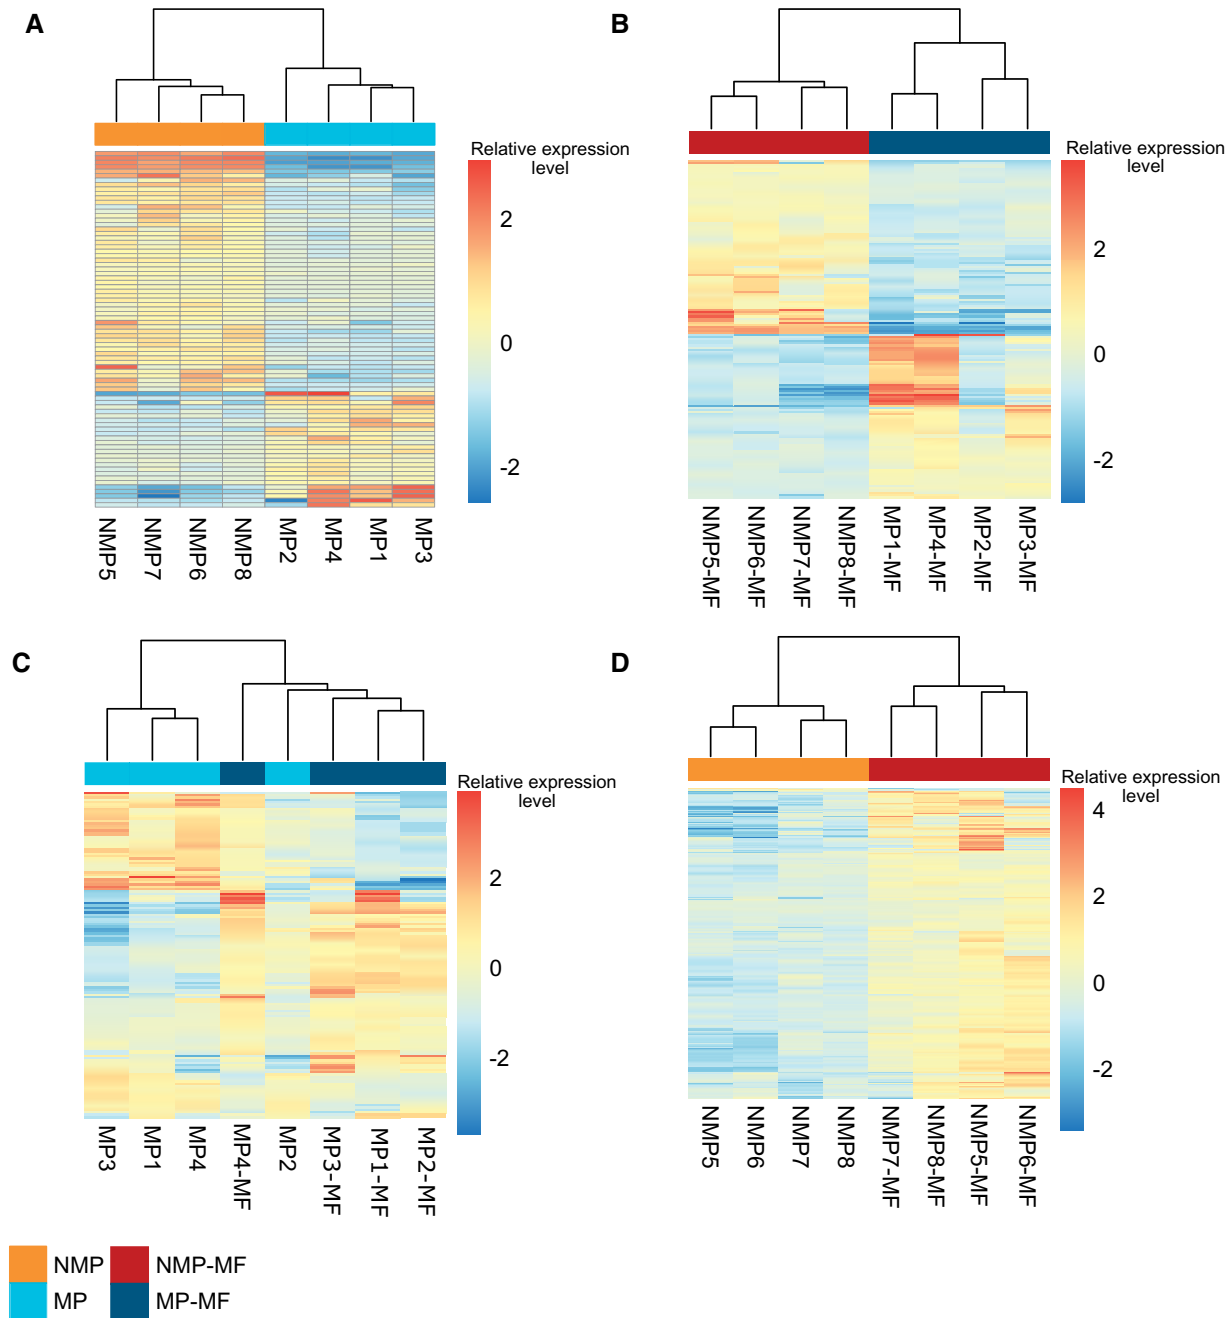 A
Relative expression
level
2
0
-2
NMP5
NMP7
NMP6
NMP8
MP2
MP4
MP1
MP3
B
Relative expression
level
2
0
-2
NMP5-MF
NMP6-MF
NMP7-MF
NMP8-MF
MP1-MF
MP4-MF
MP2-MF
MP3-MF
C
Relative expression
level
2
0
-2
MP3
MP1
MP4
MP4-MF
MP2
MP3-MF
MP1-MF
MP2-MF
D
Relative expression
level
4
2
0
-2
NMP5
NMP6
NMP7
NMP8
NMP7-MF
NMP8-MF
NMP5-MF
NMP6-MF
NMP
NMP-MF
MP
MP-MF